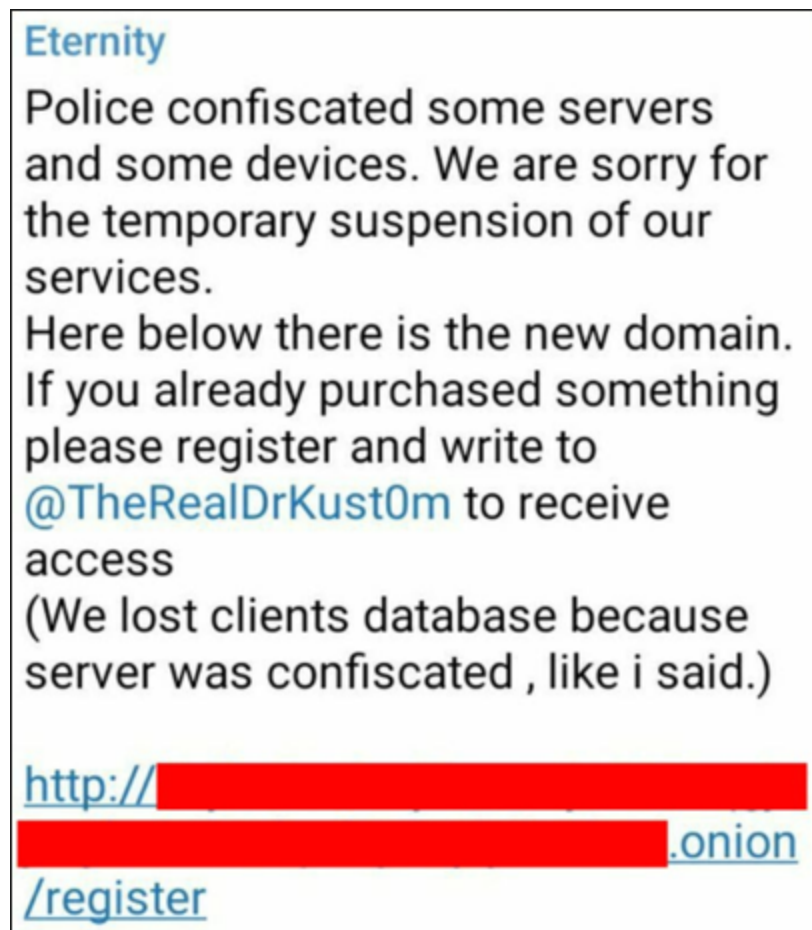 Eternity
Police confiscated some servers
and some devices. We are sorry for
the temporary suspension of our
services.
Here below there is the new domain.
If you already purchased something
please register and write to
@TheRealDrKust0m to receive
access
(We lost clients database because
server was confiscated , like i said.)
http://
.onion
/register